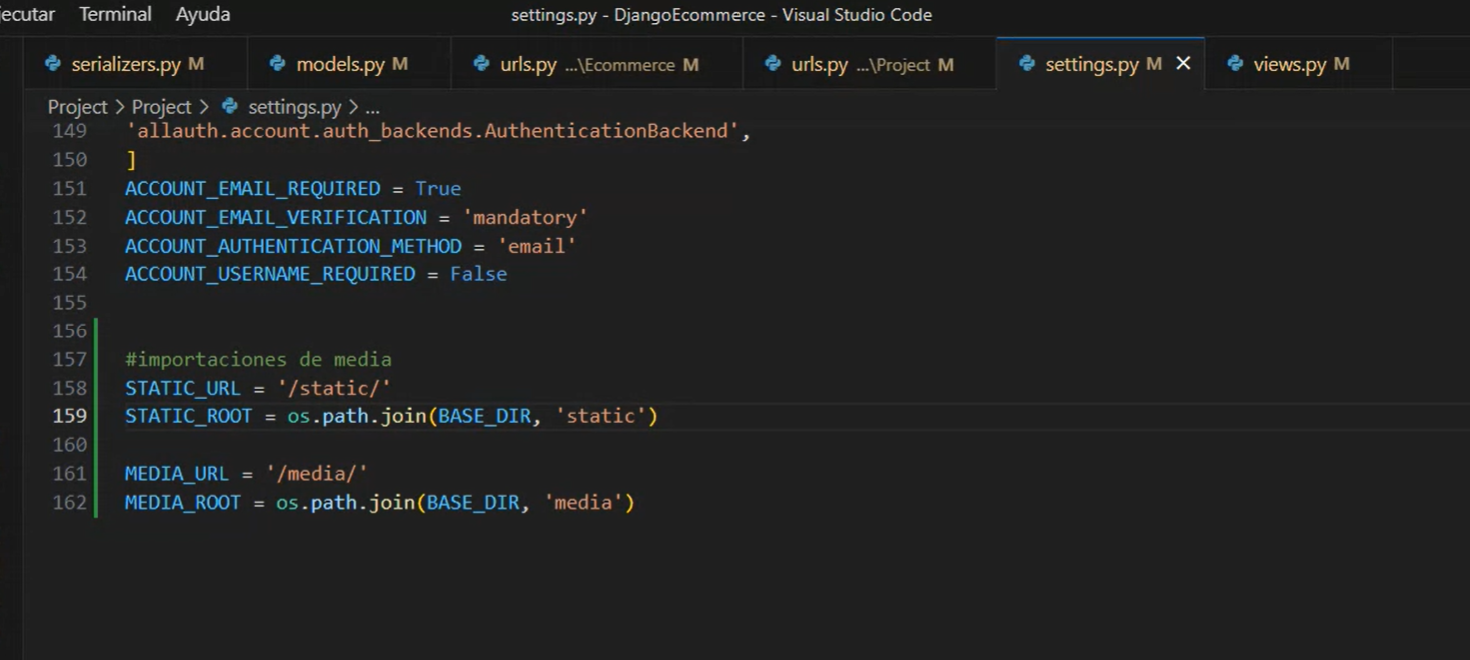 Terminal Ayuda settings.py - DjangoEcommerce - Visual Studio Code
serializers.py M models.py M urls.py ...\Ecommerce M urls.py ...\Project M settings.py M views.py M
Project > Project > settings.py > ...
149 'allauth.account.auth_backends.AuthenticationBackend',
150 ]
151 ACCOUNT_EMAIL_REQUIRED = True
152 ACCOUNT_EMAIL_VERIFICATION = 'mandatory'
153 ACCOUNT_AUTHENTICATION_METHOD = 'email'
154 ACCOUNT_USERNAME_REQUIRED = False
155
156
157 #importaciones de media
158 STATIC_URL = '/static/'
159 STATIC_ROOT = os.path.join(BASE_DIR, 'static')
160
161 MEDIA_URL = '/media/'
162 MEDIA_ROOT = os.path.join(BASE_DIR, 'media')